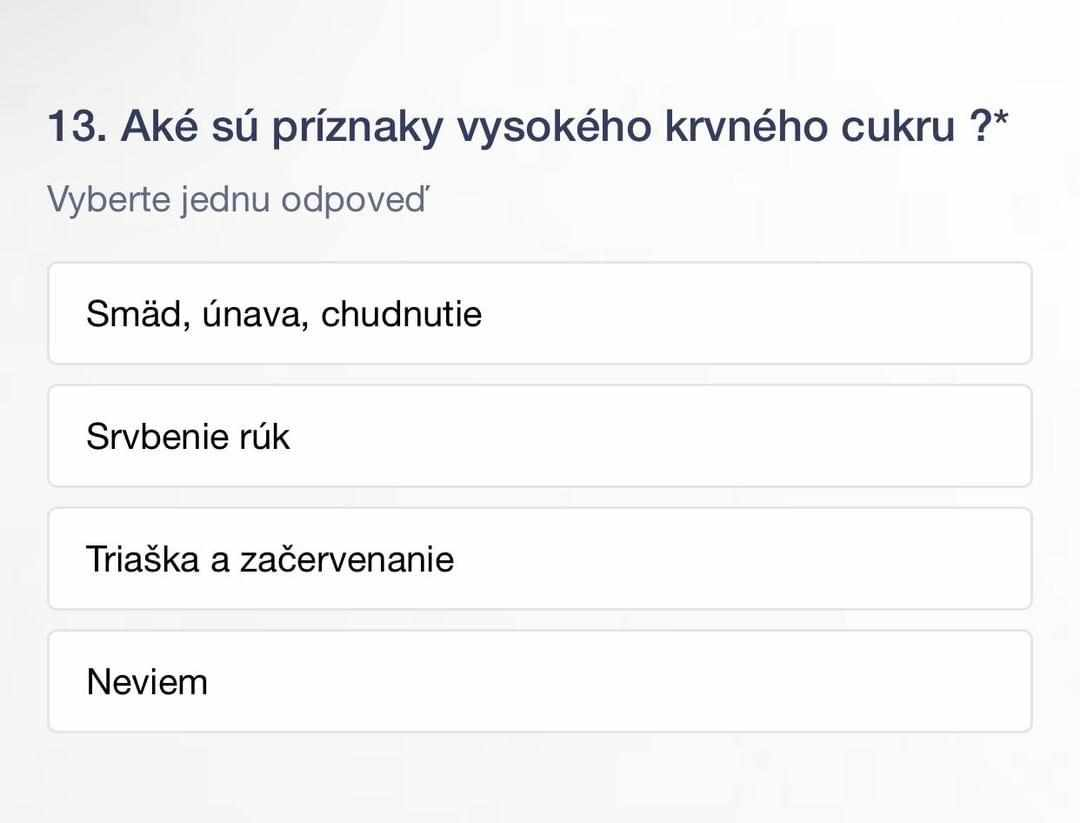 13. Aké sú príznaky vysokého krvného cukru ?*
Vyberte jednu odpoveď
Smäd, únava, chudnutie
Srvbenie rúk
Triaška a začervenanie
Neviem